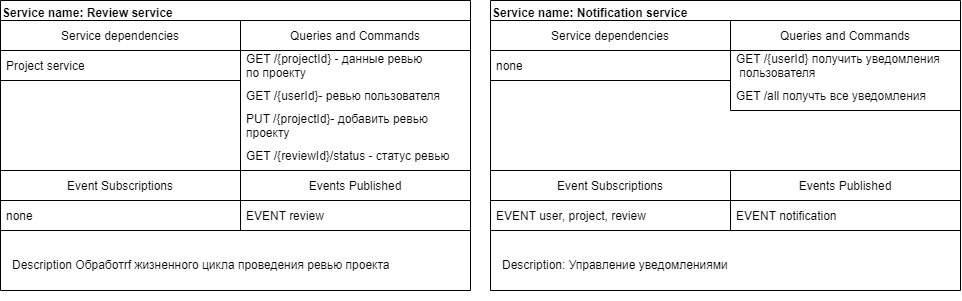 Service name: Review service
Service dependencies
Queries and Commands
Project service
GET /{projectId} - данные ревью
по проекту
GET /{userId}- ревью пользователя
PUT /{projectId}- добавить ревью
проекту
GET /{reviewId}/status - статус ревью
Event Subscriptions
Events Published
none
EVENT review
Description Обработrf жизненного цикла проведения ревью проекта
Service name: Notification service
Service dependencies
Queries and Commands
none
GET /{userId} получить уведомления
пользователя
GET /all получть все уведомления
Event Subscriptions
Events Published
EVENT user, project, review
EVENT notification
Description: Управление уведомлениями